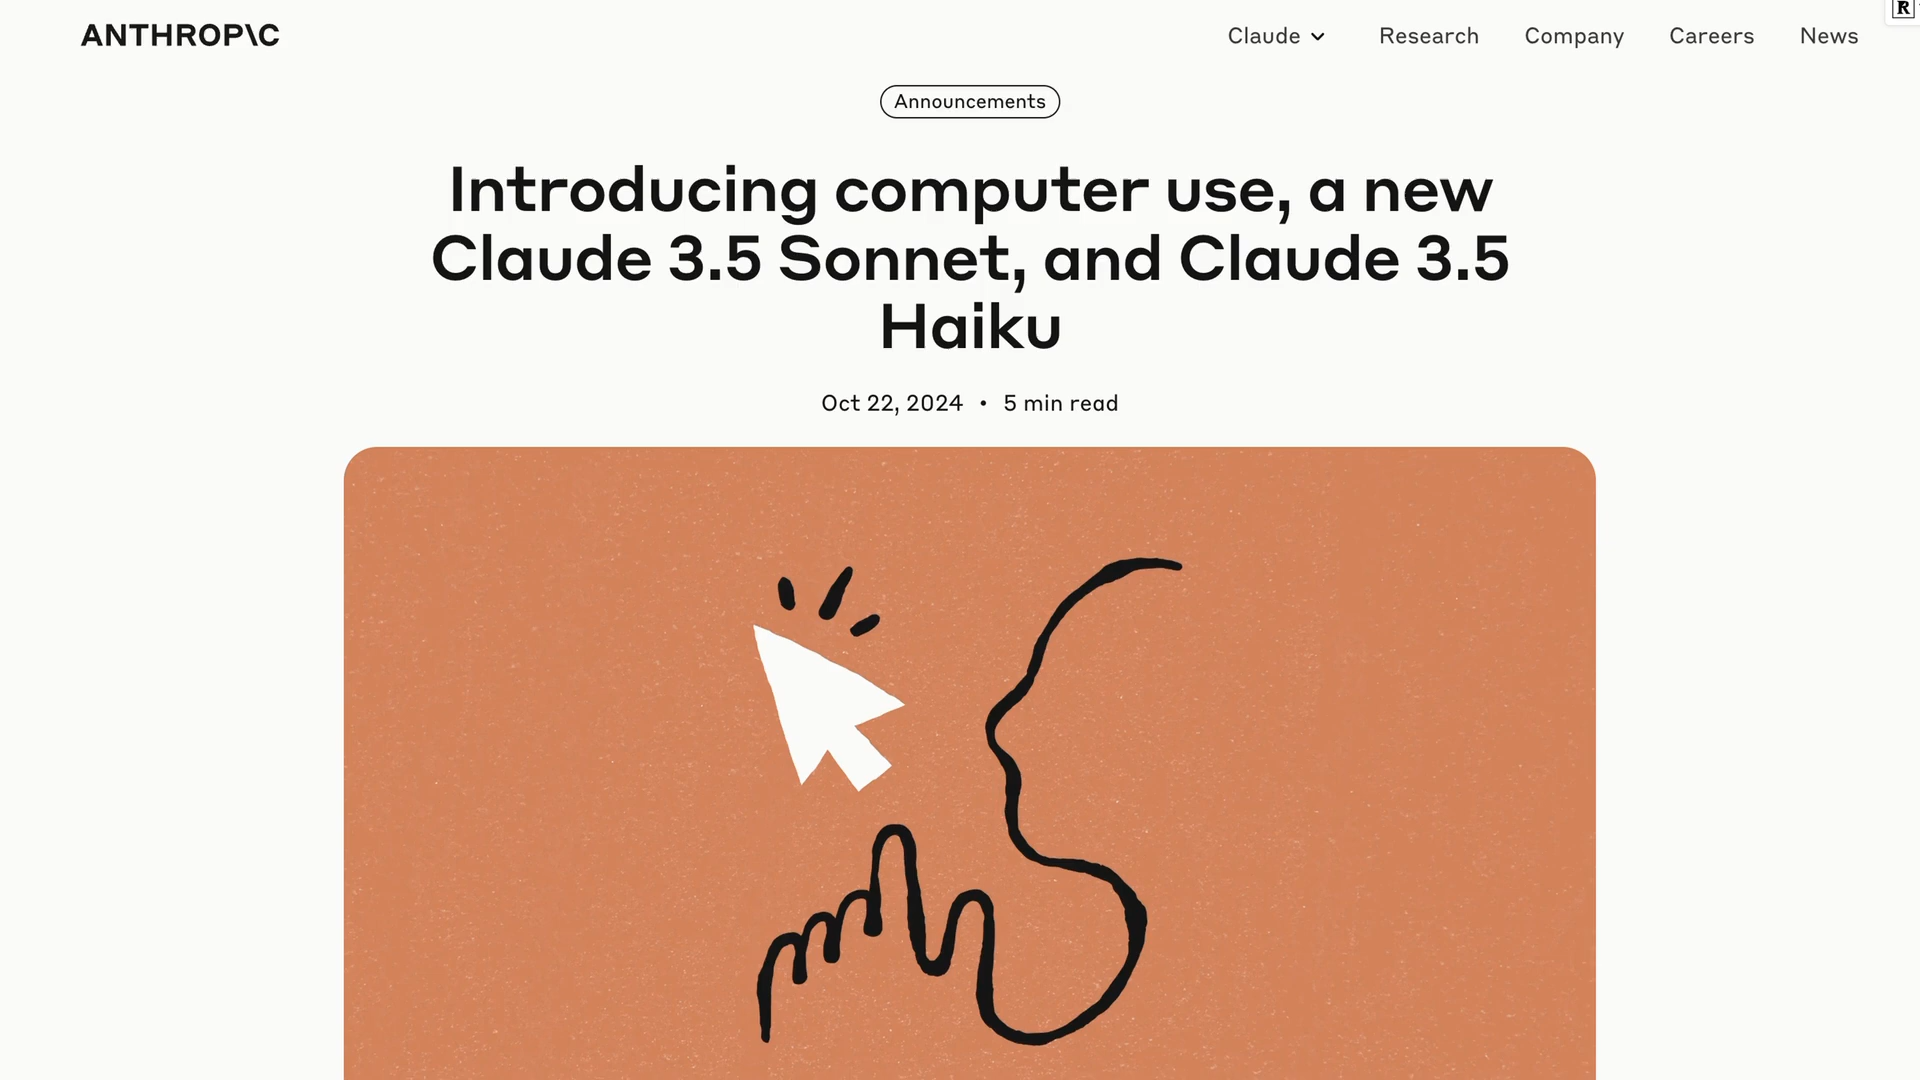 ANTHROP\C
Claude Research Company Careers News
R
Announcements
Introducing computer use, a new
Claude 3.5 Sonnet, and Claude 3.5
Haiku
Oct 22, 2024 • 5 min read